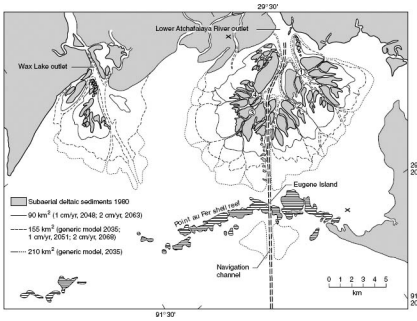 29°30'
Lower Atchafalaya River outlet
Wax Lake outlet
Subaerial deltaic sediments 1980
90 km² (1 cm/yr, 2048; 2 cm/yr, 2063)
155 km² (generic model 2035;
1 cm/yr, 2051; 2 cm/yr, 2068)
210 km² (generic model, 2035)
Eugene Island
Point au Fer shell reef
Navigation
channel
0 1 2 3 4 5
km
91°30'